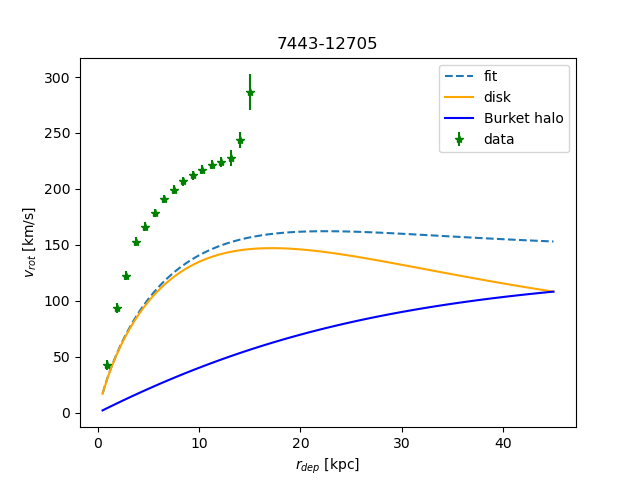 7443-12705
300
250
200
150
100
50
0
v_rot [km/s]
fit
disk
Burket halo
data
0 10 20 30 40
r_dep [kpc]